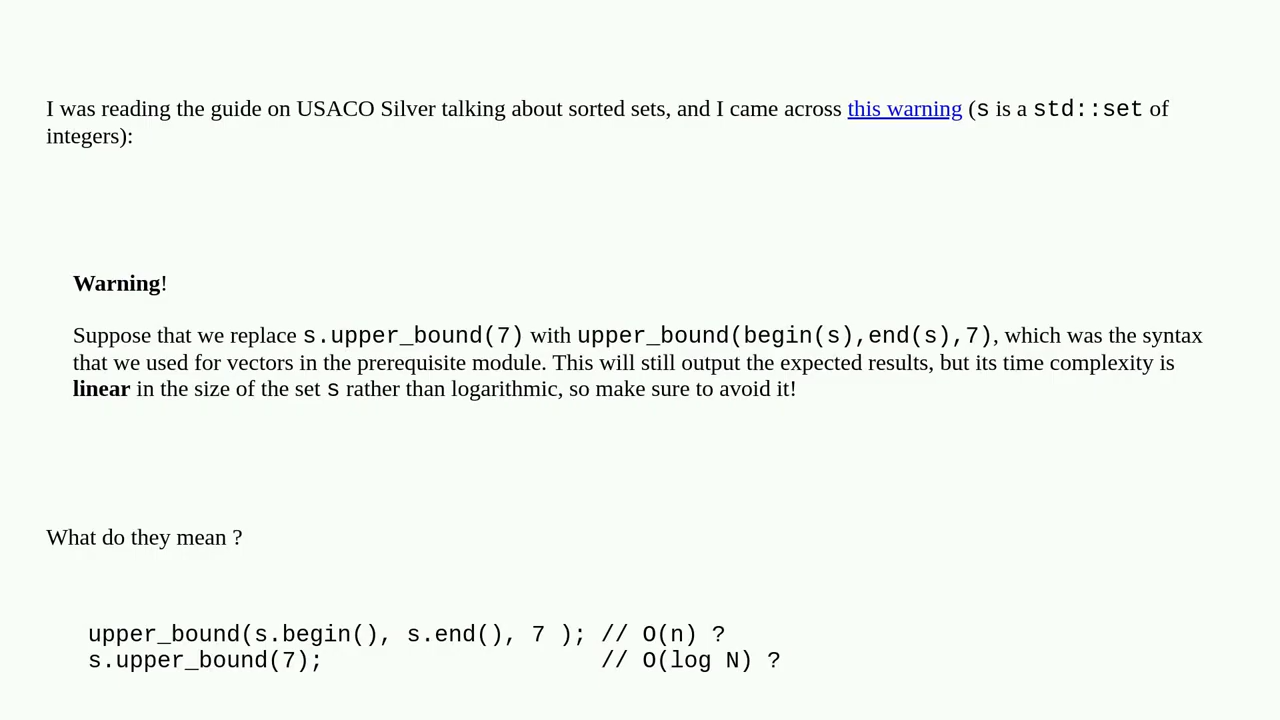 I was reading the guide on USACO Silver talking about sorted sets, and I came across this warning (s is a std::set of
integers):
Warning!
Suppose that we replace s.upper_bound(7) with upper_bound(begin(s),end(s),7), which was the syntax
that we used for vectors in the prerequisite module. This will still output the expected results, but its time complexity is
linear in the size of the set s rather than logarithmic, so make sure to avoid it!
What do they mean ?
upper_bound(s.begin(), s.end(), 7 ); // O(n) ?
s.upper_bound(7);                    // O(log N) ?